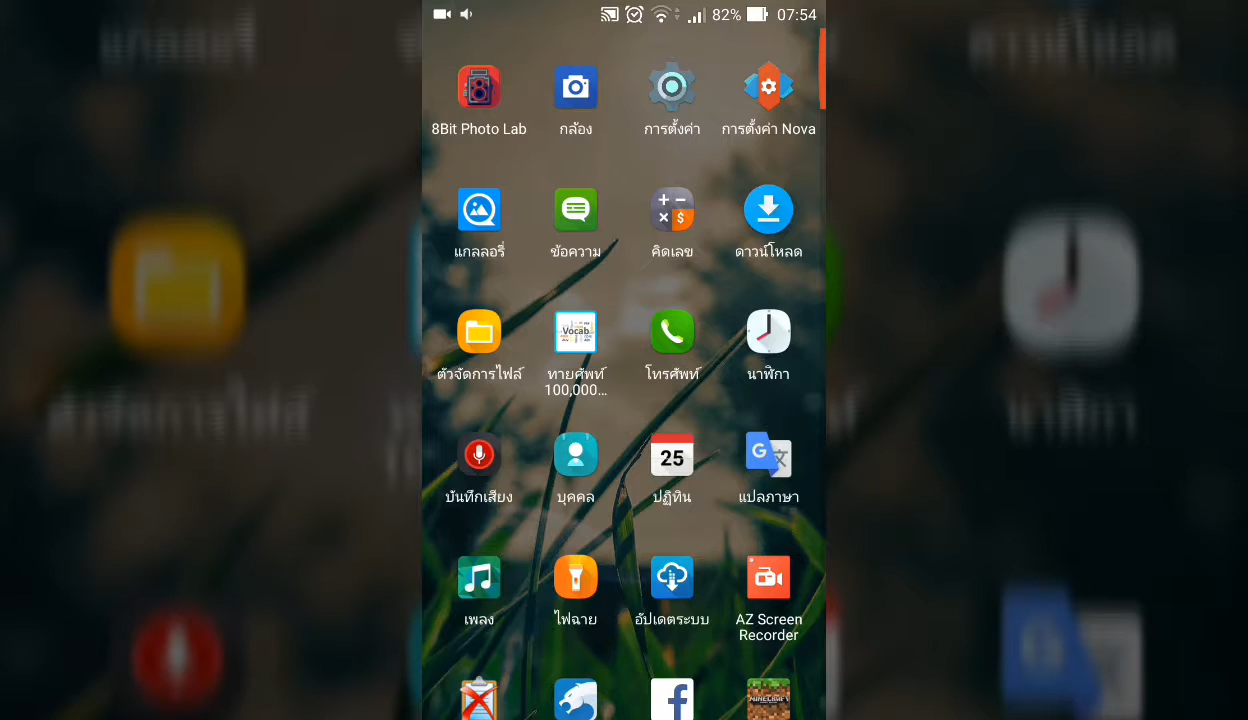 82% 07:54
8Bit Photo Lab กล้อง การตั้งค่า การตั้งค่า Nova
แกลลอรี่ ข้อความ คิดเลข ดาวน์โหลด
Vocab
ตัวจัดการไฟล์ ทายศัพท์ โทรศัพท์ นาฬิกา
100,000...
25
G 文
บันทึกเสียง บุคคล ปฏิทิน แปลภาษา
เพลง ไฟฉาย อัปเดตระบบ AZ Screen
Recorder
f MINECRAFT